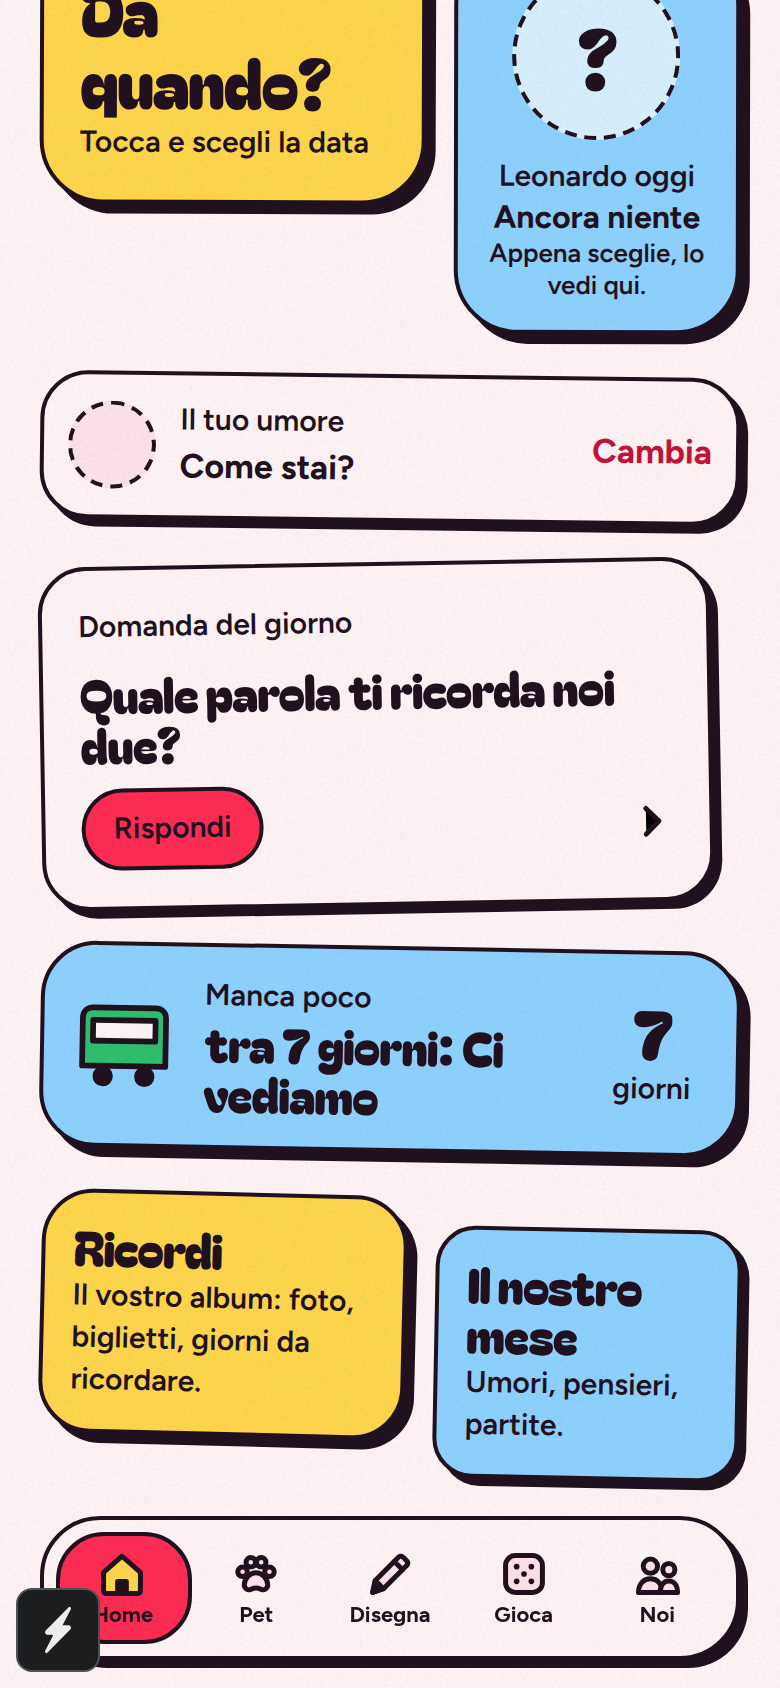 Da
quando?
Tocca e scegli la data
?
Leonardo oggi
Ancora niente
Appena sceglie, lo
vedi qui.
Il tuo umore
Come stai?
Cambia
Domanda del giorno
Quale parola ti ricorda noi
due?
Rispondi
Manca poco
tra 7 giorni: Ci
vediamo
7
giorni
Ricordi
Il vostro album: foto,
biglietti, giorni da
ricordare.
Il nostro
mese
Umori, pensieri,
partite.
Home
Pet
Disegna
Gioca
Noi